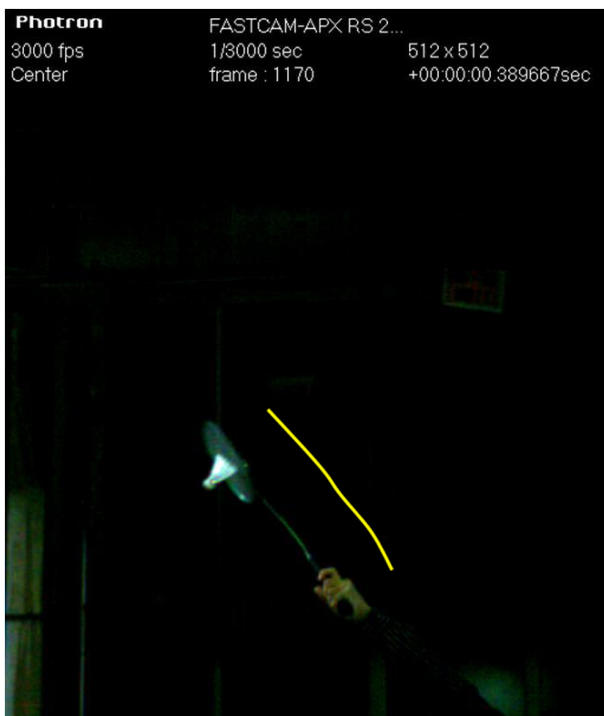 Photron FASTCAM-APX RS 2...
3000 fps 1/3000 sec 512 x 512
Center frame : 1170 +00:00:00.389667sec